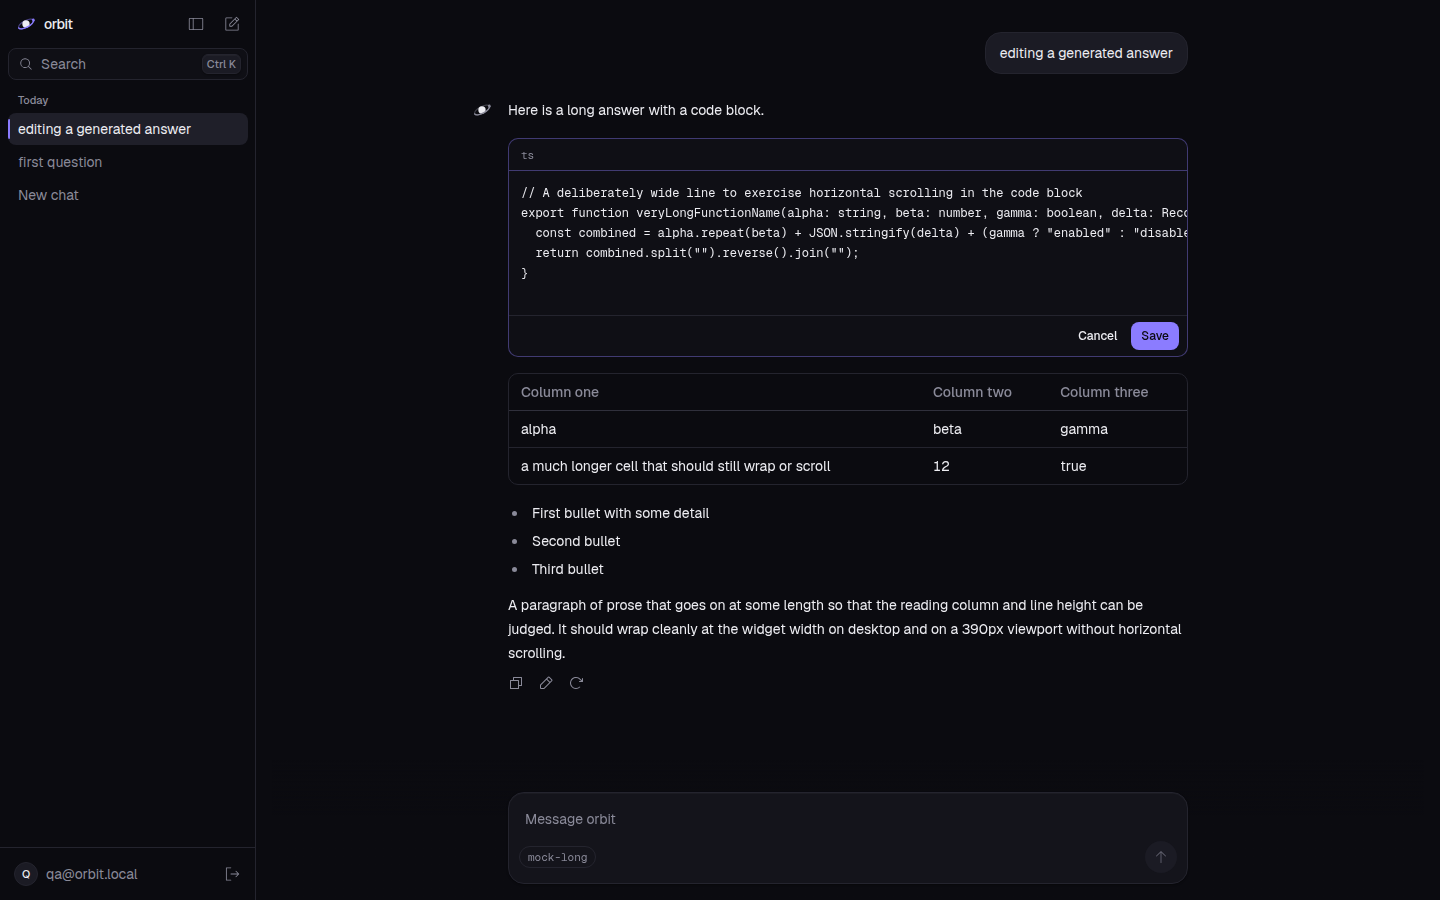 orbit
Search
Ctrl K
Today
editing a generated answer
first question
New chat
Q
qa@orbit.local
editing a generated answer
Here is a long answer with a code block.
ts
// A deliberately wide line to exercise horizontal scrolling in the code block
export function veryLongFunctionName(alpha: string, beta: number, gamma: boolean, delta: Reco
  const combined = alpha.repeat(beta) + JSON.stringify(delta) + (gamma ? "enabled" : "disable
  return combined.split("").reverse().join("");
}
Cancel
Save
Column one Column two Column three
alpha beta gamma
a much longer cell that should still wrap or scroll 12 true
First bullet with some detail
Second bullet
Third bullet
A paragraph of prose that goes on at some length so that the reading column and line height can be
judged. It should wrap cleanly at the widget width on desktop and on a 390px viewport without horizontal
scrolling.
Message orbit
mock-long